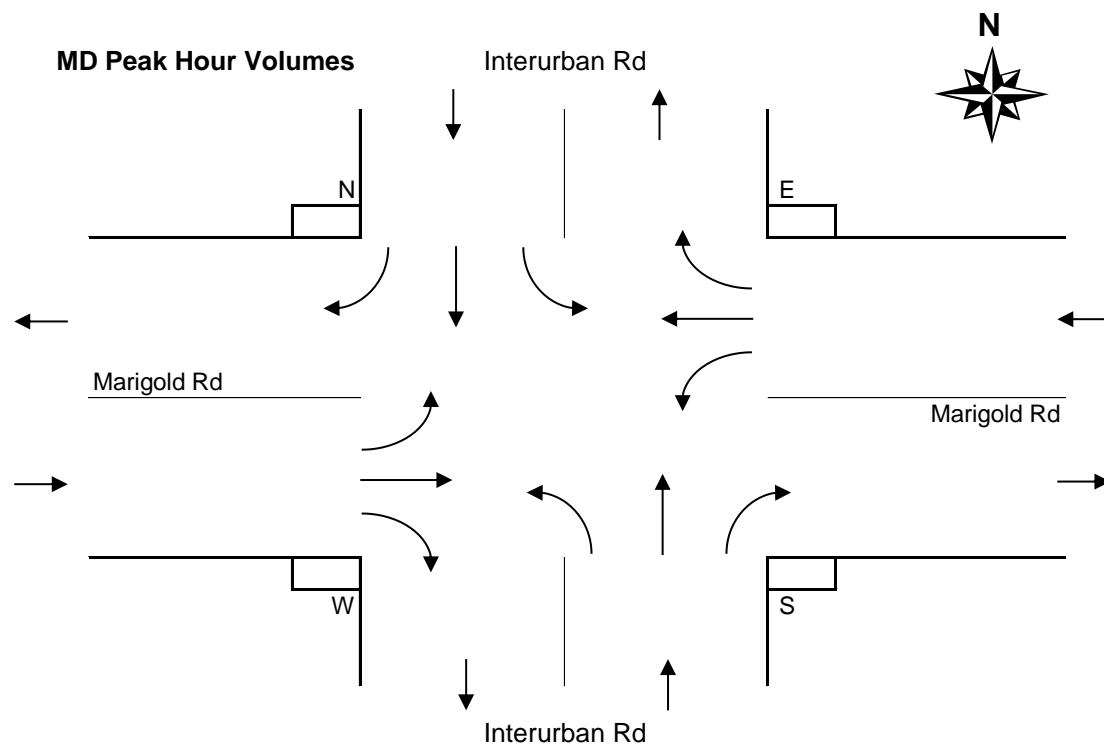 N
MD Peak Hour Volumes
Interurban Rd
N
E
Marigold Rd
Marigold Rd
W
S
Interurban Rd